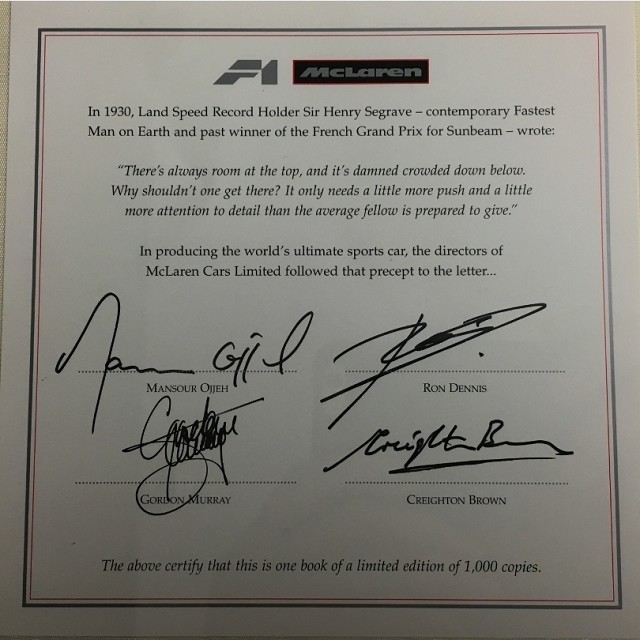 F1 McLaren
In 1930, Land Speed Record Holder Sir Henry Segrave – contemporary Fastest
Man on Earth and past winner of the French Grand Prix for Sunbeam – wrote:
“There’s always room at the top, and it’s damned crowded down below.
Why shouldn’t one get there? It only needs a little more push and a little
more attention to detail than the average fellow is prepared to give.”
In producing the world’s ultimate sports car, the directors of
McLaren Cars Limited followed that precept to the letter...
Mansour Ojjeh
MANSOUR OJJEH
RON DENNIS
Creighton Brown
GORDON MURRAY
CREIGHTON BROWN
The above certify that this is one book of a limited edition of 1,000 copies.